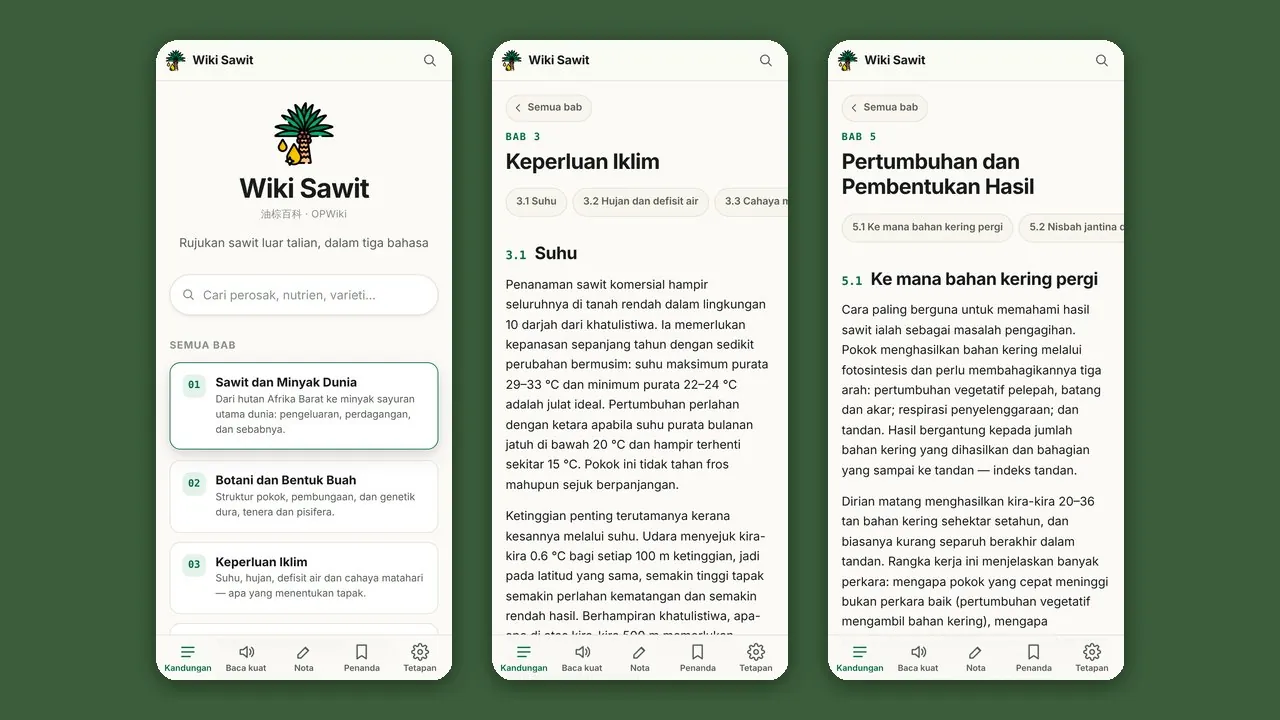 Wiki Sawit
Wiki Sawit
油棕百科 · OPWiki
Rujukan sawit luar talian, dalam tiga bahasa
Cari perosak, nutrien, varieti…
SEMUA BAB
01 Sawit dan Minyak Dunia
Dari hutan Afrika Barat ke minyak sayuran
utama dunia: pengeluaran, perdagangan,
dan sebabnya.
02 Botani dan Bentuk Buah
Struktur pokok, pembungaan, dan genetik
dura, tenera dan pisifera.
03 Keperluan Iklim
Suhu, hujan, defisit air dan cahaya matahari
— apa yang menentukan tapak.
Kandungan Baca kuat Nota Penanda Tetapan
Wiki Sawit
Semua bab
BAB 3
Keperluan Iklim
3.1 Suhu 3.2 Hujan dan defisit air 3.3 Cahaya
3.1 Suhu
Penanaman sawit komersial hampir
seluruhnya di tanah rendah dalam lingkungan
10 darjah dari khatulistiwa. Ia memerlukan
kepanasan sepanjang tahun dengan sedikit
perubahan bermusim: suhu maksimum purata
29–33 °C dan minimum purata 22–24 °C
adalah julat ideal. Pertumbuhan perlahan
dengan ketara apabila suhu purata bulanan
jatuh di bawah 20 °C dan hampir terhenti
sekitar 15 °C. Pokok ini tidak tahan fros
mahupun sejuk berpanjangan.
Ketinggian penting terutamanya kerana
kesannya melalui suhu. Udara menyejuk kira-
kira 0.6 °C bagi setiap 100 m ketinggian, jadi
pada latitud yang sama, semakin tinggi tapak
semakin perlahan kematangan dan semakin
rendah hasil. Berhampiran khatulistiwa, apa-
Kandungan Baca kuat Nota Penanda Tetapan
Wiki Sawit
Semua bab
BAB 5
Pertumbuhan dan
Pembentukan Hasil
5.1 Ke mana bahan kering pergi 5.2 Nisbah jantina
5.1 Ke mana bahan kering pergi
Cara paling berguna untuk memahami hasil
sawit ialah sebagai masalah pengagihan.
Pokok menghasilkan bahan kering melalui
fotosintesis dan perlu membahagikannya tiga
arah: pertumbuhan vegetatif pelepah, batang
dan akar; respirasi penyelenggaraan; dan
tandan. Hasil bergantung kepada jumlah
bahan kering yang dihasilkan dan bahagian
yang sampai ke tandan — indeks tandan.
Dirian matang menghasilkan kira-kira 20–36
tan bahan kering sehektar setahun, dan
biasanya kurang separuh berakhir dalam
tandan. Rangka kerja ini menjelaskan banyak
perkara: mengapa pokok yang cepat meninggi
bukan perkara baik (pertumbuhan vegetatif
mengambil bahan kering), mengapa
Kandungan Baca kuat Nota Penanda Tetapan